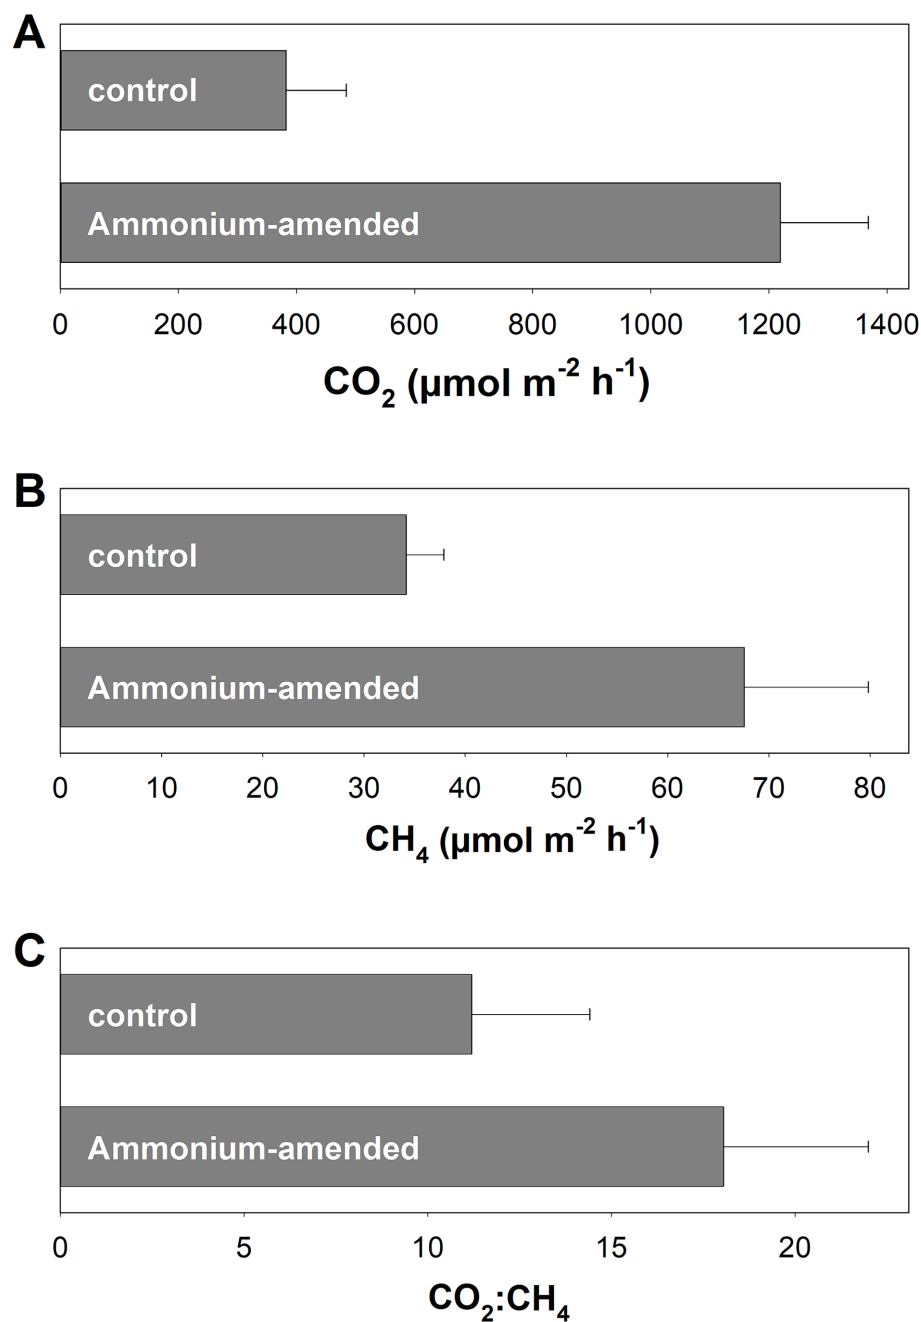 A
control
Ammonium-amended
0 200 400 600 800 1000 1200 1400
CO₂ (µmol m⁻² h⁻¹)
B
control
Ammonium-amended
0 10 20 30 40 50 60 70 80
CH₄ (µmol m⁻² h⁻¹)
C
control
Ammonium-amended
0 5 10 15 20
CO₂:CH₄